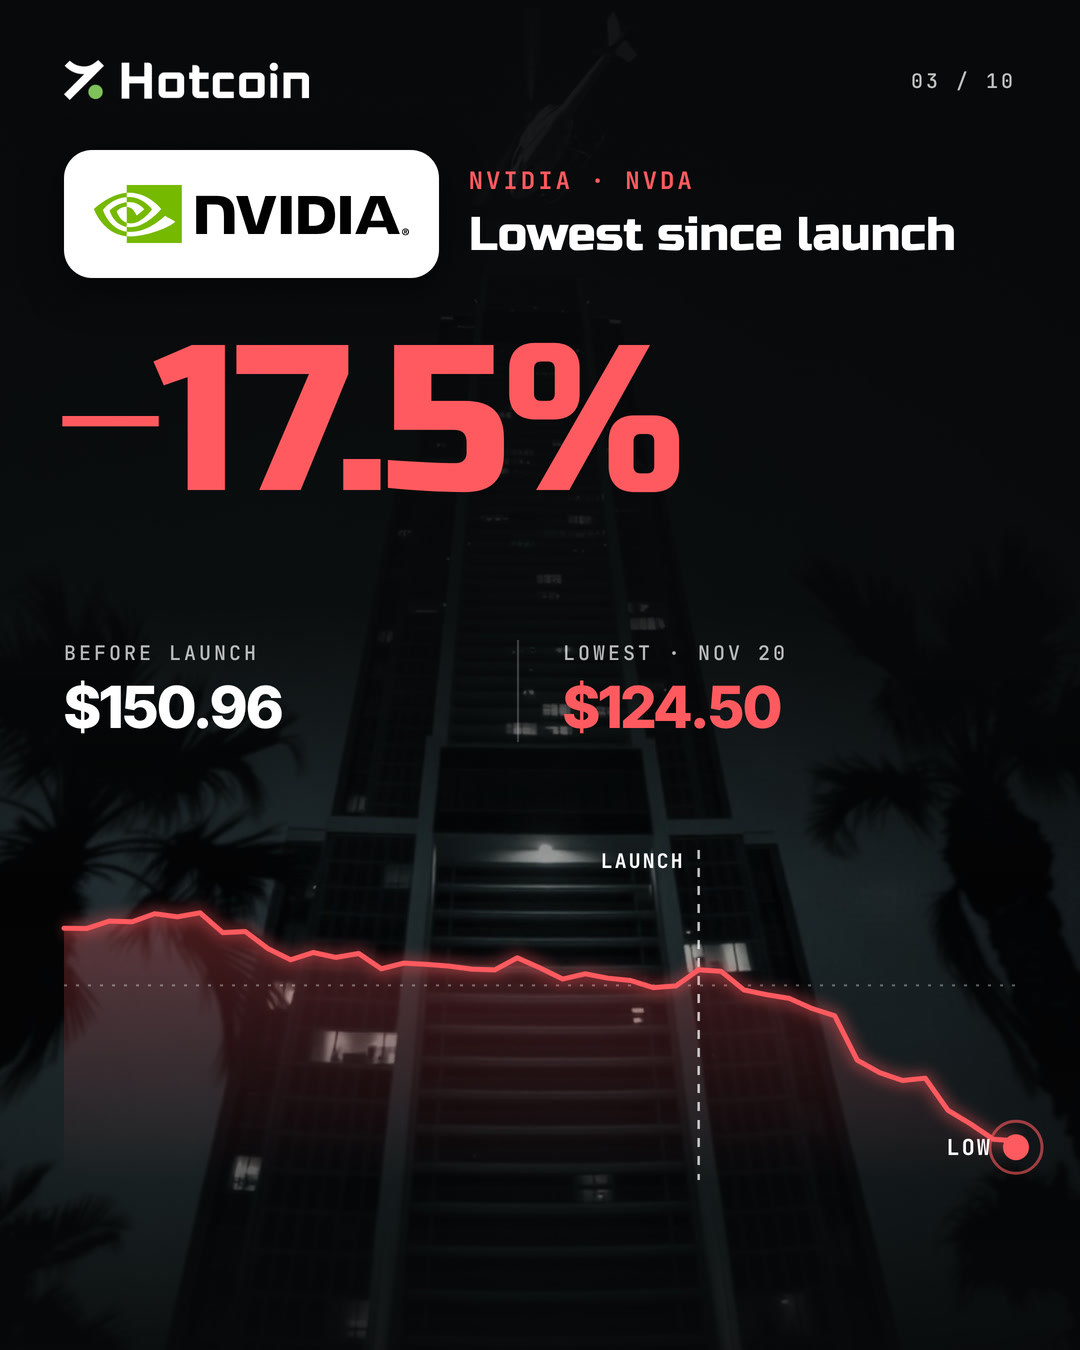 Hotcoin
03 / 10
NVIDIA®
NVIDIA · NVDA
Lowest since launch
—17.5%
BEFORE LAUNCH
$150.96
LOWEST · NOV 20
$124.50
LAUNCH
LOW